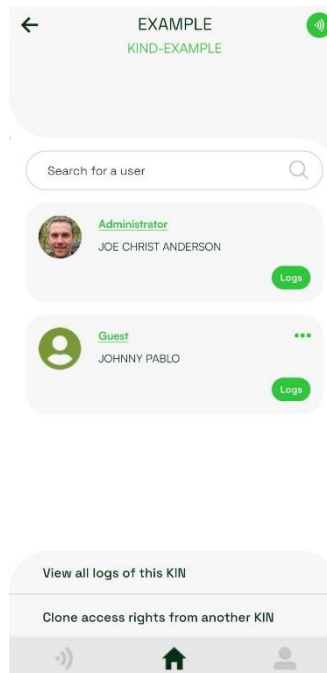 EXAMPLE
KIND-EXAMPLE
Search for a user
Administrator
JOE CHRIST ANDERSON
Logs
Guest
JOHNNY PABLO
Logs
View all logs of this KIN
Clone access rights from another KIN